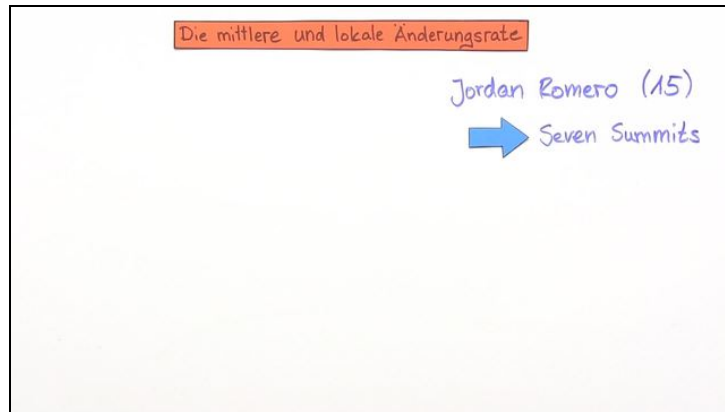 Die mittlere und lokale Änderungsrate
Jordan Romero (15)
Seven Summits